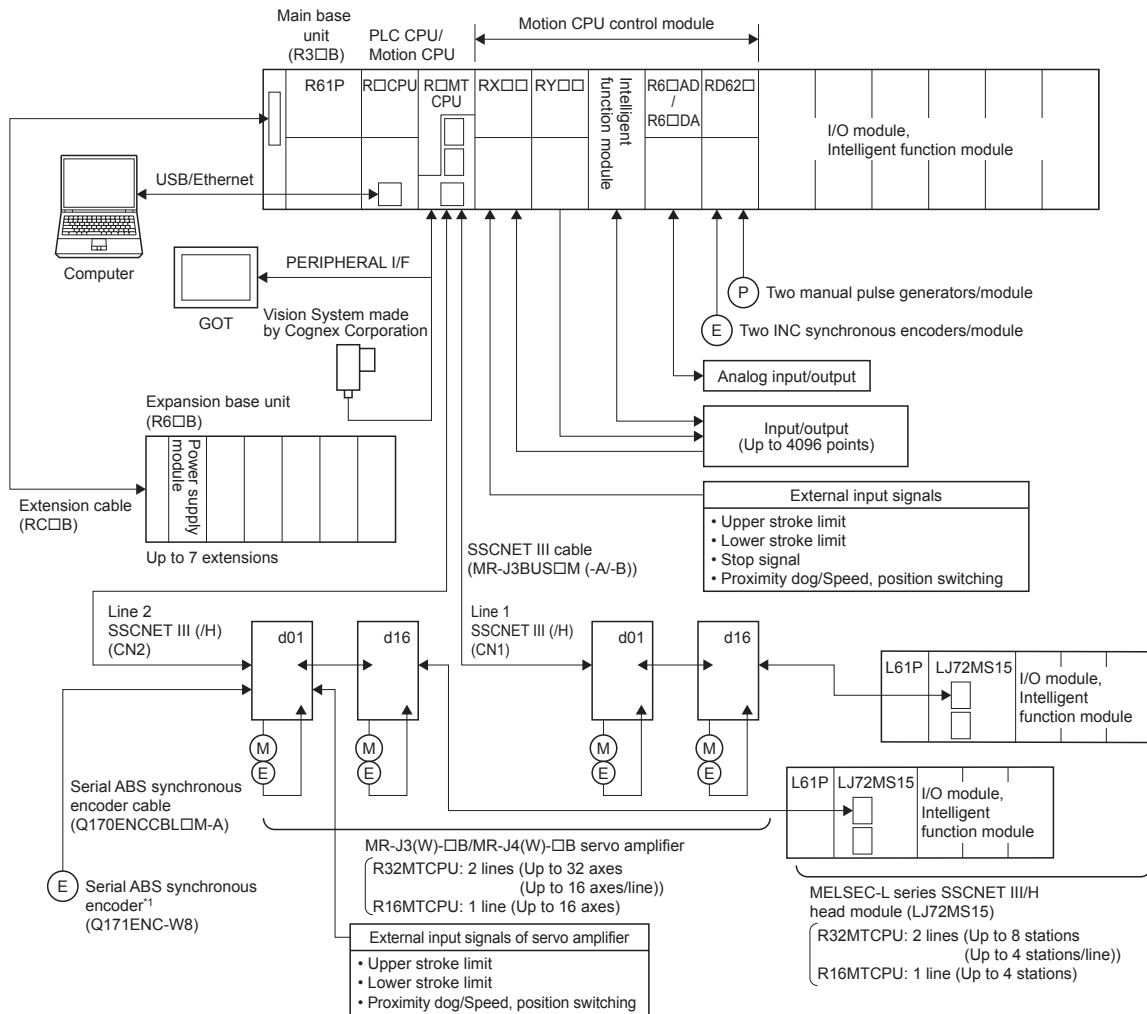 Main base
unit
(R3□B)
PLC CPU/
Motion CPU
Motion CPU control module
R61P
R□CPU
R□MT
CPU
RX□□
RY□□
Intelligent
function module
R6□AD
/
R6□DA
RD62□
I/O module,
Intelligent function module
USB/Ethernet
Computer
PERIPHERAL I/F
GOT
Vision System made
by Cognex Corporation
P
Two manual pulse generators/module
E
Two INC synchronous encoders/module
Analog input/output
Input/output
(Up to 4096 points)
Expansion base unit
(R6□B)
Power supply
module
Extension cable
(RC□B)
Up to 7 extensions
External input signals
• Upper stroke limit
• Lower stroke limit
• Stop signal
• Proximity dog/Speed, position switching
SSCNET III cable
(MR-J3BUS□M (-A/-B))
Line 2
SSCNET III (/H)
(CN2)
d01
d16
Line 1
SSCNET III (/H)
(CN1)
d01
d16
L61P
LJ72MS15
I/O module,
Intelligent
function module
M
E
M
E
M
E
M
E
Serial ABS synchronous
encoder cable
(Q170ENCCBL□M-A)
L61P
LJ72MS15
I/O module,
Intelligent
function module
MR-J3(W)-□B/MR-J4(W)-□B servo amplifier
R32MTCPU: 2 lines (Up to 32 axes
(Up to 16 axes/line))
R16MTCPU: 1 line (Up to 16 axes)
E
Serial ABS synchronous
encoder*1
(Q171ENC-W8)
MELSEC-L series SSCNET III/H
head module (LJ72MS15)
R32MTCPU: 2 lines (Up to 8 stations
(Up to 4 stations/line))
R16MTCPU: 1 line (Up to 4 stations)
External input signals of servo amplifier
• Upper stroke limit
• Lower stroke limit
• Proximity dog/Speed, position switching